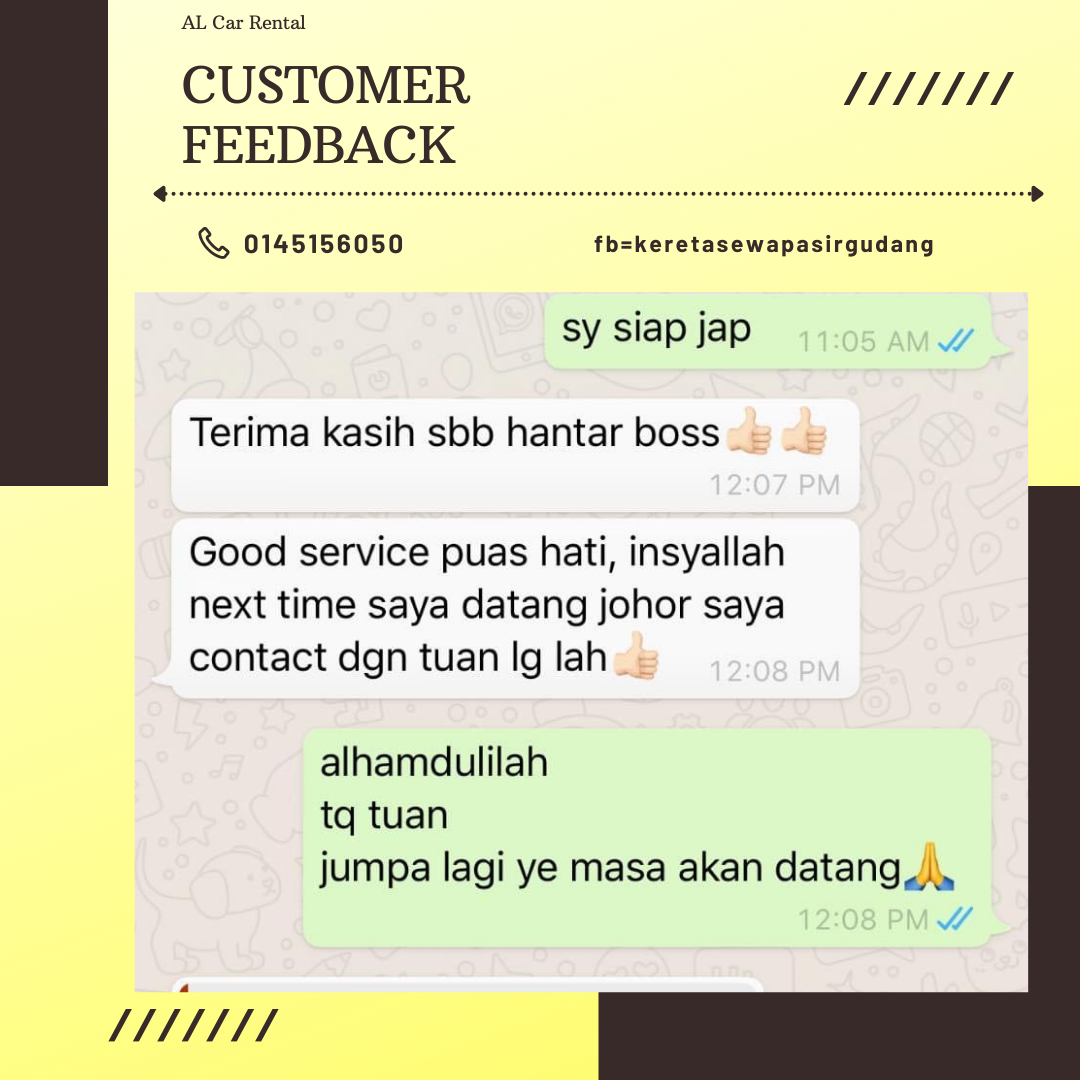 AL Car Rental
CUSTOMER
FEEDBACK
0145156050
fb=keretasewapasirgudang
sy siap jap
11:05 AM
Terima kasih sbb hantar boss👍🏻👍🏻
12:07 PM
Good service puas hati, insyallah
next time saya datang johor saya
contact dgn tuan lg lah👍🏻
12:08 PM
alhamdulilah
tq tuan
jumpa lagi ye masa akan datang🙏
12:08 PM